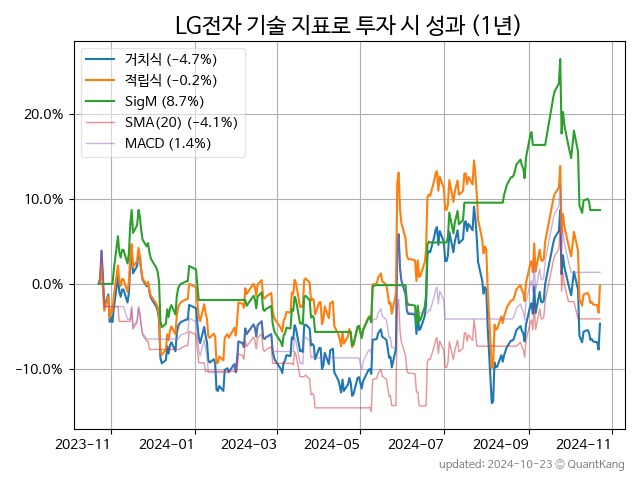 LG전자 기술 지표로 투자 시 성과 (1년)
거치식 (−4.7%)
적립식 (−0.2%)
SigM (8.7%)
SMA(20) (−4.1%)
MACD (1.4%)
20.0%
10.0%
0.0%
−10.0%
2023-11 2024-01 2024-03 2024-05 2024-07 2024-09 2024-11
updated: 2024-10-23 ⓒ QuantKang